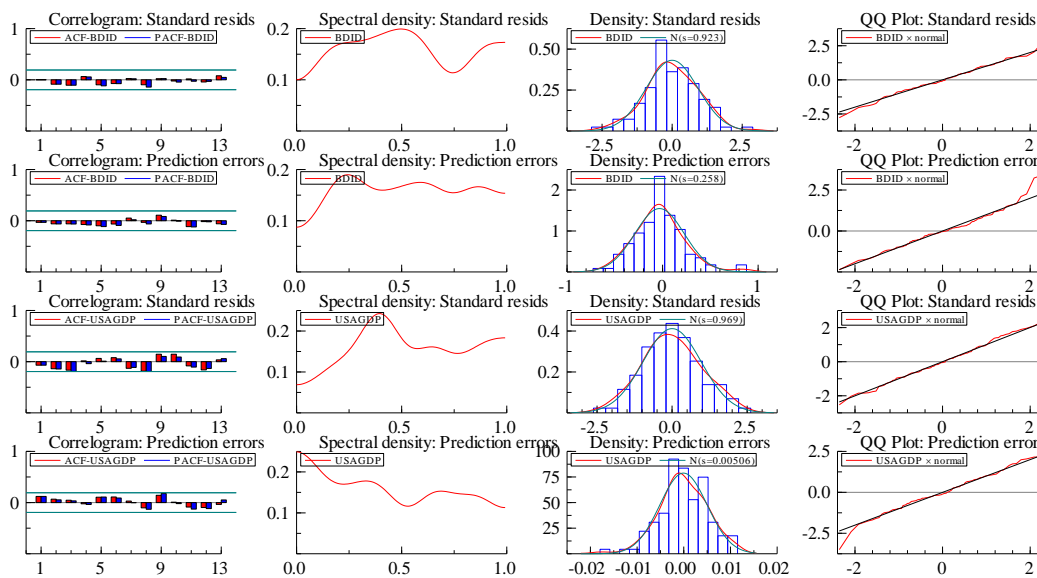 Correlogram: Standard resids
ACF-BDID PACF-BDID
1
0
1 5 9 13
Spectral density: Standard resids
BDID
0.2
0.1
0.0 0.5 1.0
Density: Standard resids
BDID N(s=0.923)
0.50
0.25
-2.5 0.0 2.5
QQ Plot: Standard resids
BDID × normal
2.5
0.0
-2.5
-2 0 2
Correlogram: Prediction errors
ACF-BDID PACF-BDID
1
0
1 5 9 13
Spectral density: Prediction errors
BDID
0.2
0.1
0.0 0.5 1.0
Density: Prediction errors
BDID N(s=0.258)
2
1
-1 0 1
QQ Plot: Prediction error
BDID × normal
2.5
0.0
-2 0 2
Correlogram: Standard resids
ACF-USAGDP PACF-USAGDP
1
0
1 5 9 13
Spectral density: Standard resids
USAGDP
0.2
0.1
0.0 0.5 1.0
Density: Standard resids
USAGDP N(s=0.969)
0.4
0.2
-2.5 0.0 2.5
QQ Plot: Standard resids
USAGDP × normal
2
0
-2
-2 0 2
Correlogram: Prediction errors
ACF-USAGDP PACF-USAGDP
1
0
1 5 9 13
Spectral density: Prediction errors
USAGDP
0.2
0.1
0.0 0.5 1.0
Density: Prediction errors
USAGDP N(s=0.00506)
100
75
50
25
-0.02 -0.01 0.00 0.01 0.02
QQ Plot: Prediction error
USAGDP × normal
2.5
0.0
-2.5
-2 0 2